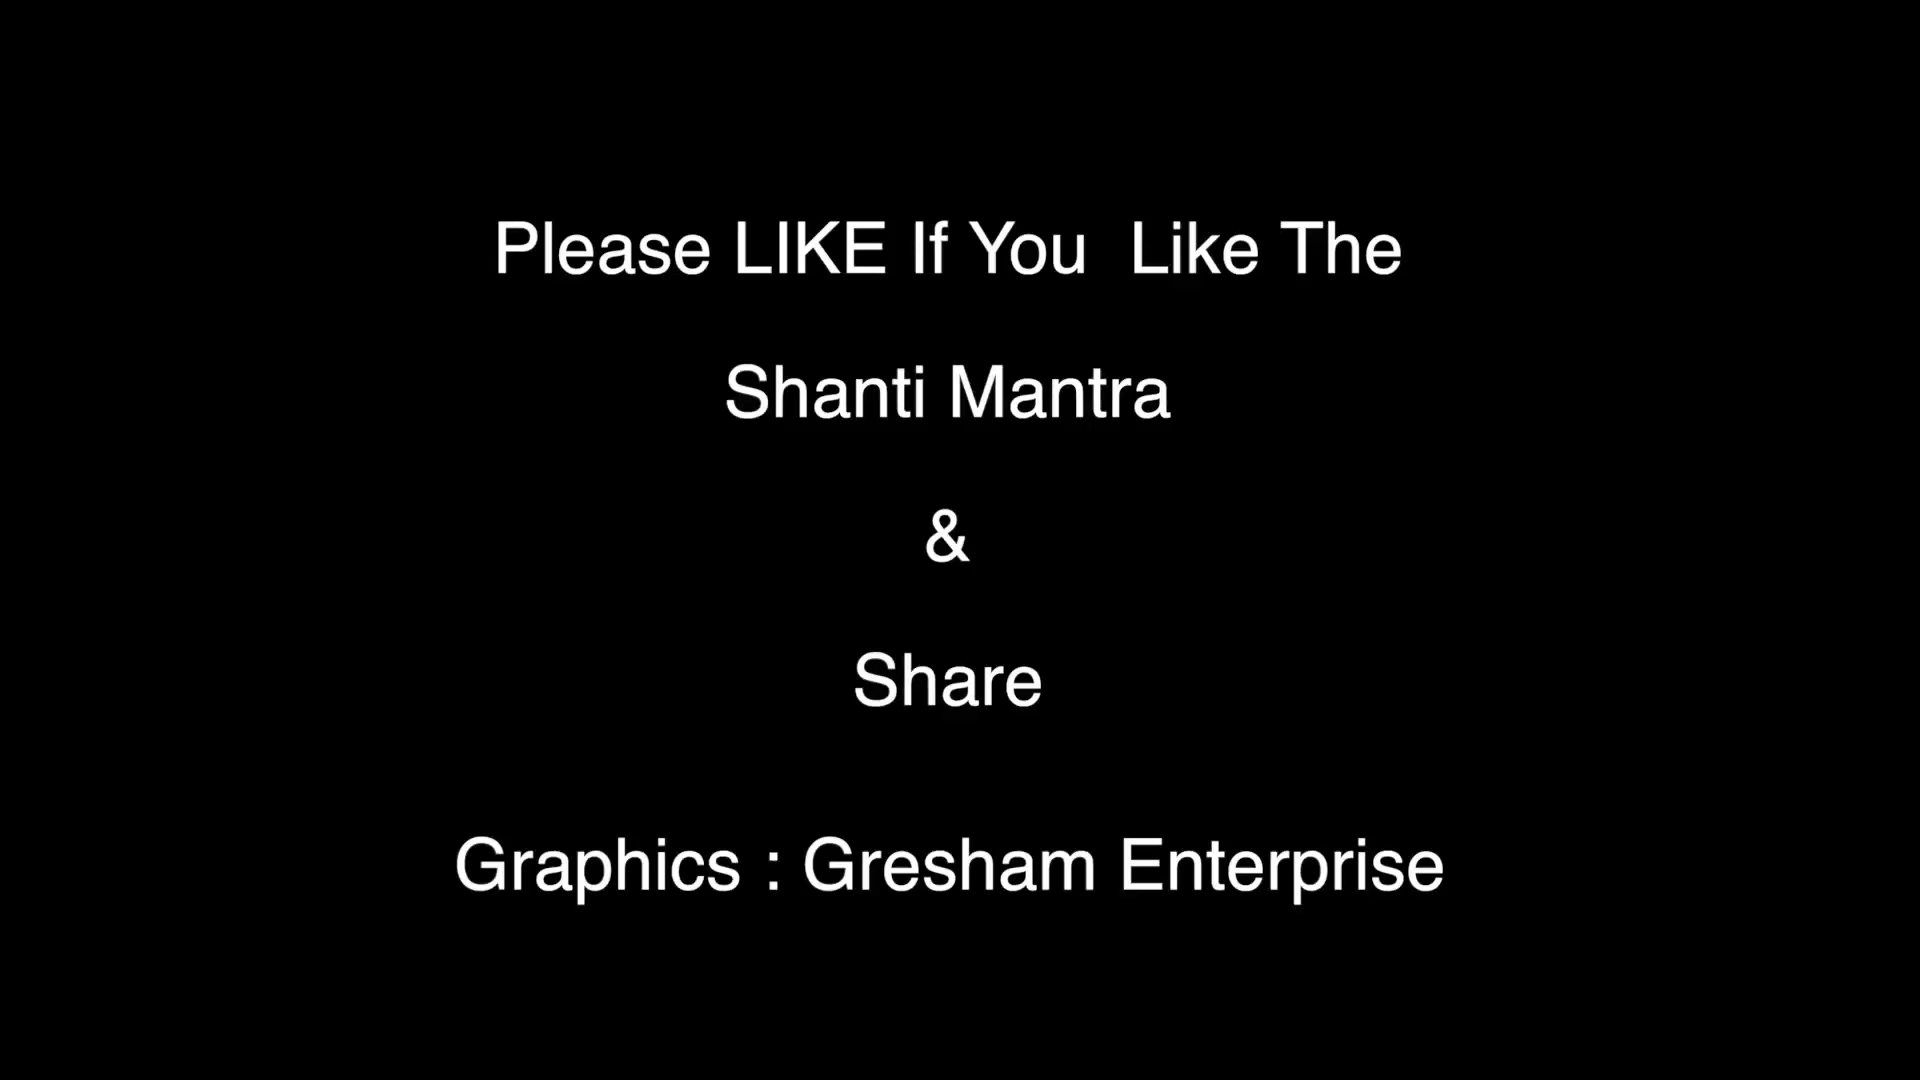 Please LIKE If You  Like The
Shanti Mantra
&
Share
Graphics : Gresham Enterprise